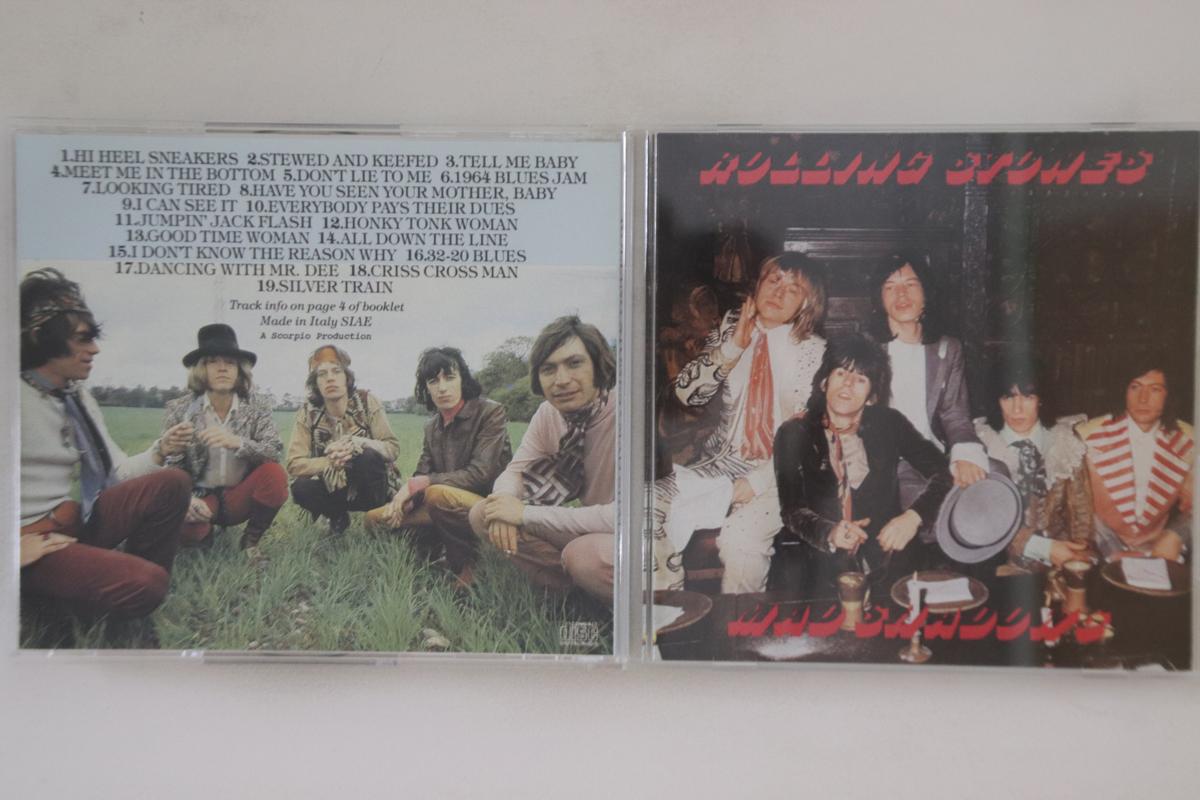 1.HI HEEL SNEAKERS 2.STEWED AND KEEFED 3.TELL ME BABY
4.MEET ME IN THE BOTTOM 5.DON'T LIE TO ME 6.1964 BLUES JAM
7.LOOKING TIRED 8.HAVE YOU SEEN YOUR MOTHER, BABY
9.I CAN SEE IT 10.EVERYBODY PAYS THEIR DUES
11.JUMPIN' JACK FLASH 12.HONKY TONK WOMAN
13.GOOD TIME WOMAN 14.ALL DOWN THE LINE
15.I DON'T KNOW THE REASON WHY 16.32-20 BLUES
17.DANCING WITH MR. DEE 18.CRISS CROSS MAN
19.SILVER TRAIN
Track info on page 4 of booklet
Made in Italy SIAE
A Scorpio Production
ROLLING STONES
MAD SHADOWS